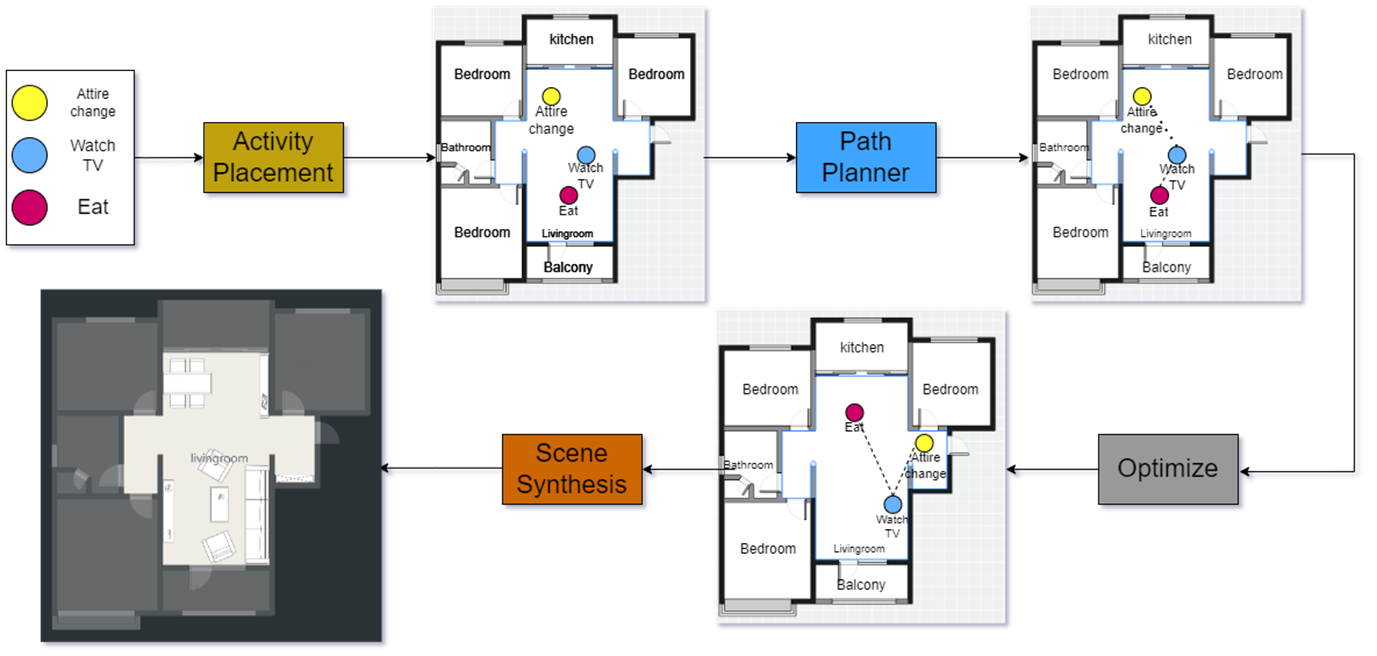 Attire
change
Watch
TV
Eat
Activity
Placement
kitchen
Bedroom
Bedroom
Attire
change
Bathroom
Watch
TV
Eat
Bedroom
Livingroom
Balcony
Path
Planner
kitchen
Bedroom
Bedroom
Attire
change
Bathroom
Watch
TV
Eat
Bedroom
Livingroom
Balcony
Optimize
kitchen
Bedroom
Bedroom
Eat
Attire
change
Bathroom
Watch
TV
Bedroom
Livingroom
Balcony
Scene
Synthesis
livingroom